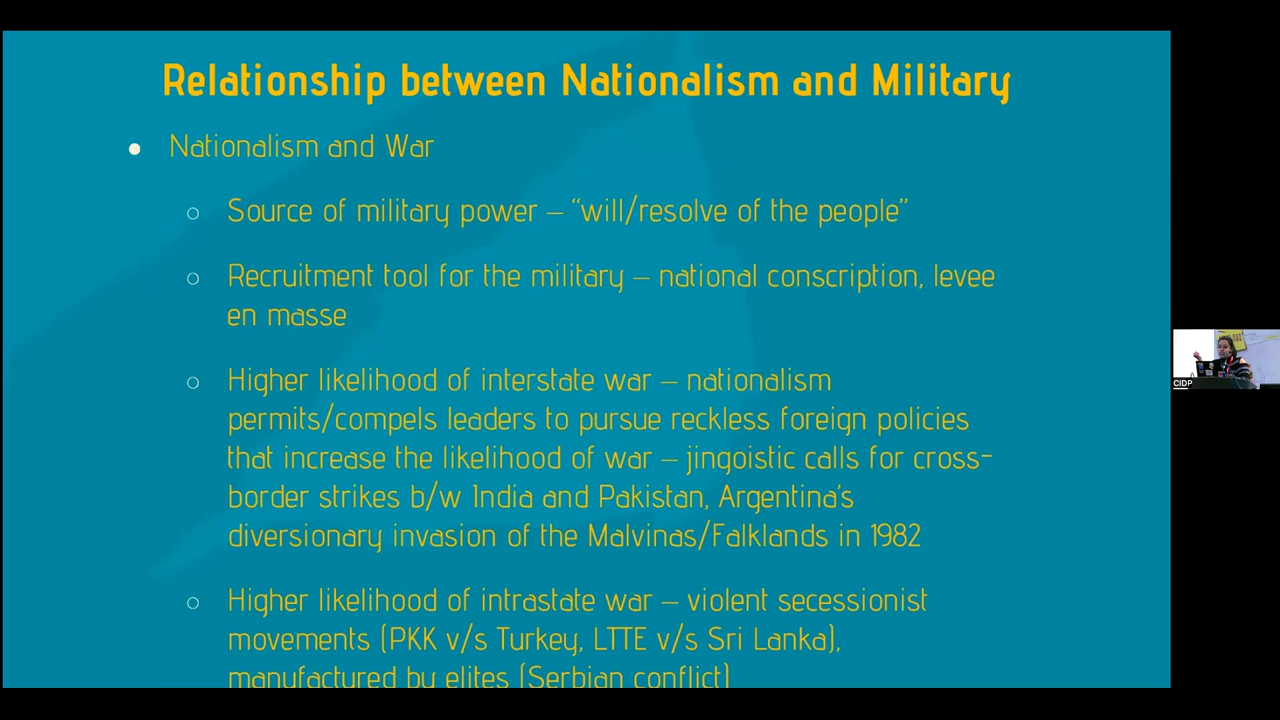 Relationship between Nationalism and Military
● Nationalism and War
○ Source of military power – “will/resolve of the people”
○ Recruitment tool for the military – national conscription, levee
en masse
○ Higher likelihood of interstate war – nationalism
permits/compels leaders to pursue reckless foreign policies
that increase the likelihood of war – jingoistic calls for cross-
border strikes b/w India and Pakistan, Argentina’s
diversionary invasion of the Malvinas/Falklands in 1982
○ Higher likelihood of intrastate war – violent secessionist
movements (PKK v/s Turkey, LTTE v/s Sri Lanka),
manufactured by elites (Serbian conflict)
CIDP